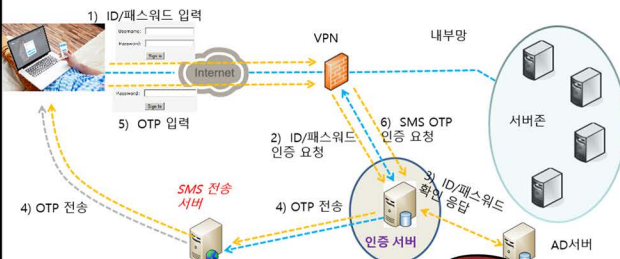 1) ID/패스워드 입력
Username:
Password:
Sign in
Internet
VPN
내부망
서버존
Password:
Sign In
5) OTP 입력
2) ID/패스워드
인증 요청
6) SMS OTP
인증 요청
3) ID/패스워드
확인 응답
SMS 전송
서버
4) OTP 전송
4) OTP 전송
인증 서버
AD서버